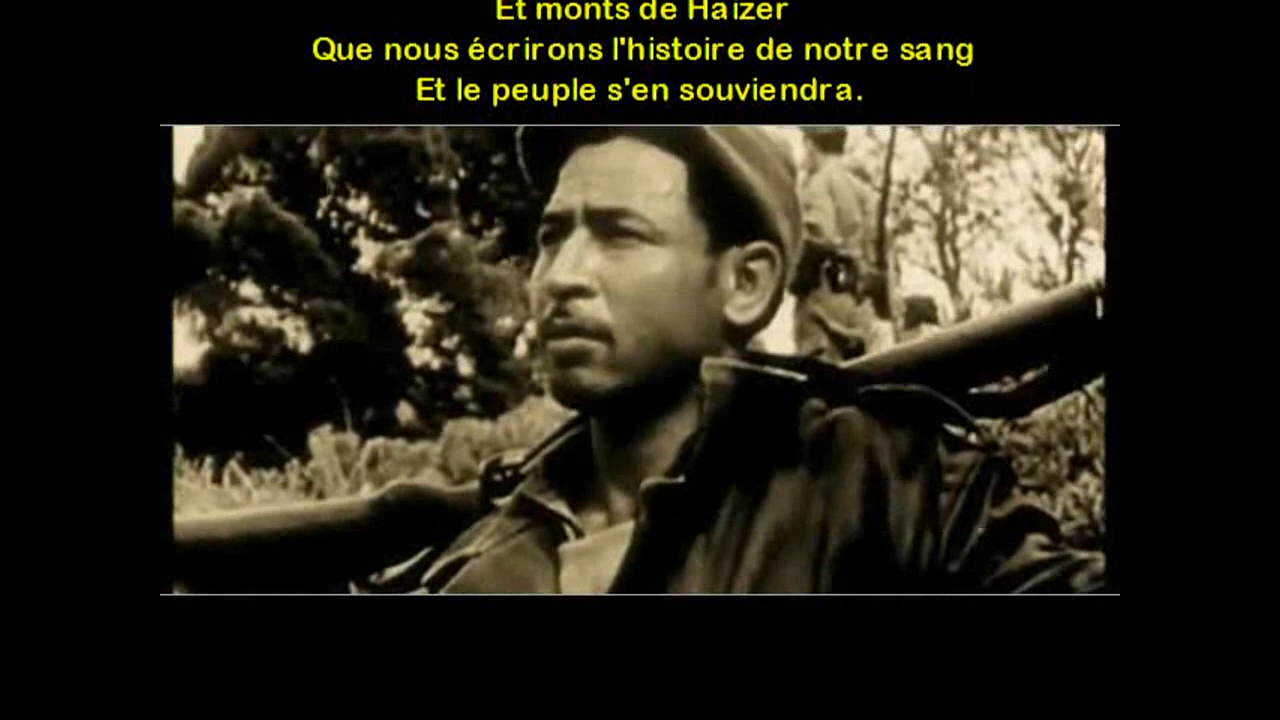 Et monts de Haizer
Que nous écrirons l'histoire de notre sang
Et le peuple s'en souviendra.